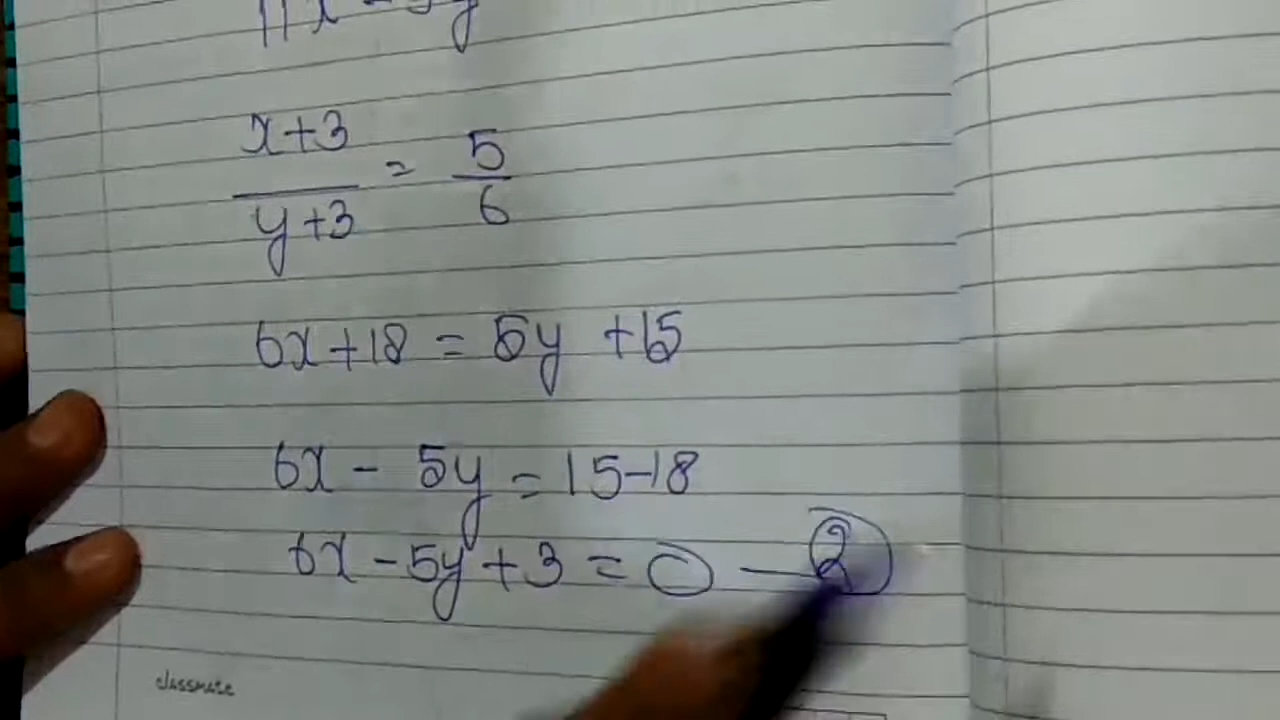 x+3
y+3
=
5
6
6x+18 = 5y +15
6x - 5y = 15-18
6x - 5y + 3 = 0 — 2
classmate